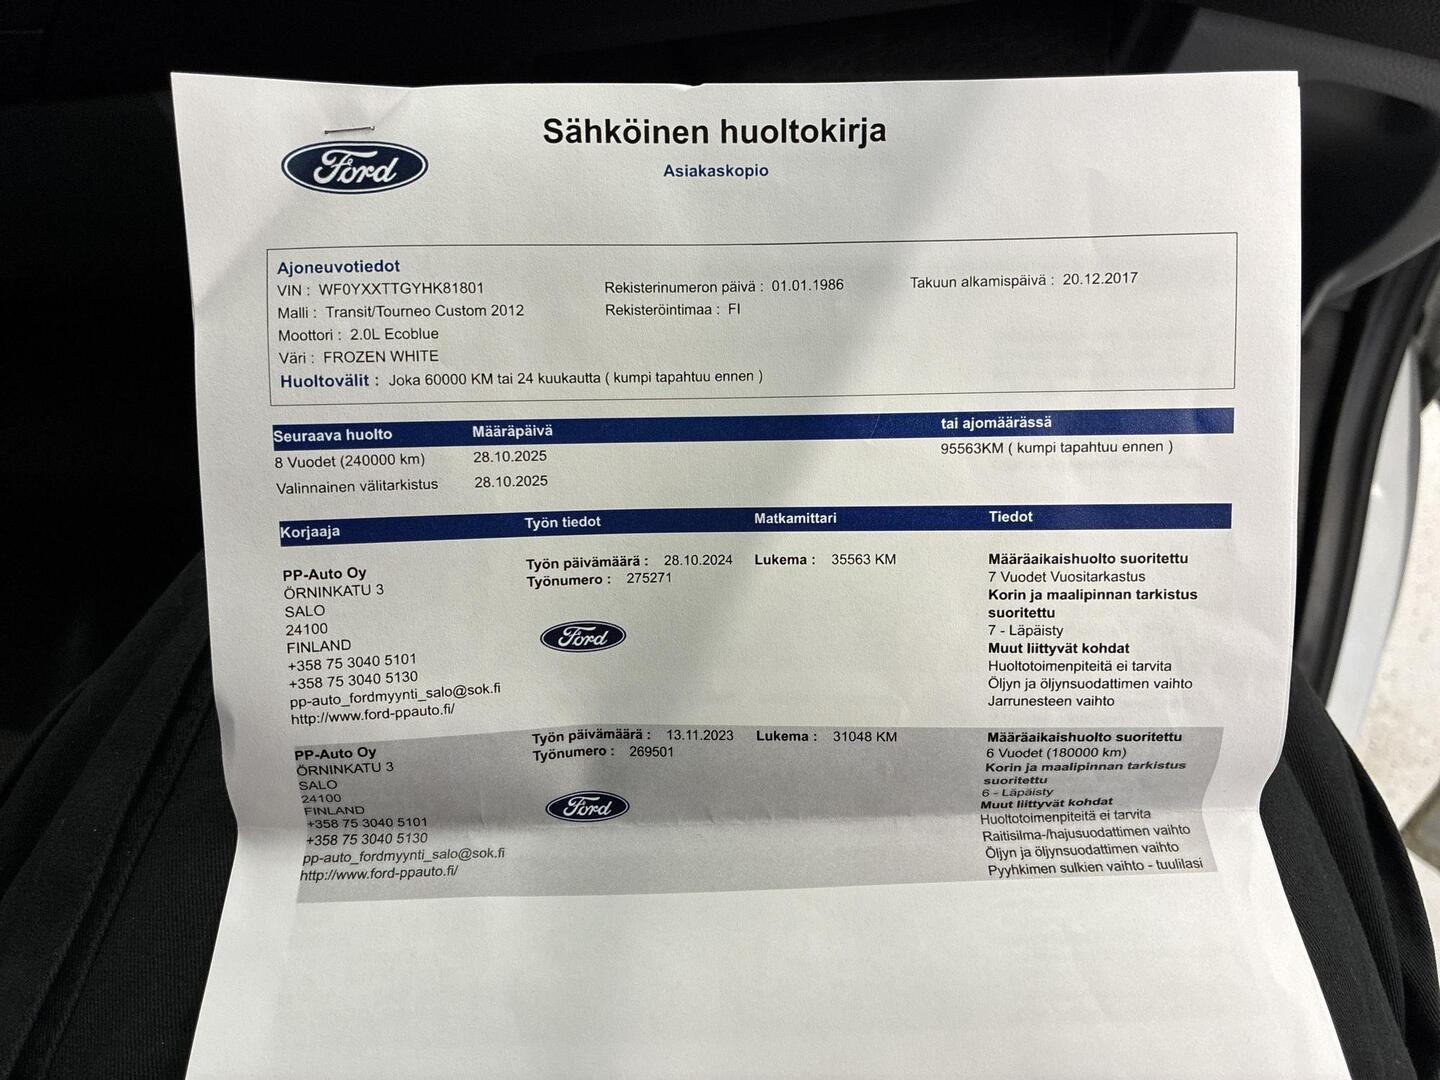 Sähköinen huoltokirja
Ford
Asiakaskopio
Ajoneuvotiedot
VIN : WF0YXXTTGYHK81801 Rekisterinumeron päivä : 01.01.1986 Takuun alkamispäivä : 20.12.2017
Malli : Transit/Tourneo Custom 2012 Rekisteröintimaa : FI
Moottori : 2.0L Ecoblue
Väri : FROZEN WHITE
Huoltovälit : Joka 60000 KM tai 24 kuukautta ( kumpi tapahtuu ennen )
Seuraava huolto Määräpäivä tai ajomäärässä
8 Vuodet (240000 km) 28.10.2025 95563KM ( kumpi tapahtuu ennen )
Valinnainen välitarkistus 28.10.2025
Korjaaja Työn tiedot Matkamittari Tiedot
PP-Auto Oy
ÖRNINKATU 3
SALO
24100
FINLAND
+358 75 3040 5101
+358 75 3040 5130
pp-auto_fordmyynti_salo@sok.fi
http://www.ford-ppauto.fi/
Työn päivämäärä : 28.10.2024
Työnumero : 275271
Ford
Lukema : 35563 KM
Määräaikaishuolto suoritettu
7 Vuodet Vuositarkastus
Korin ja maalipinnan tarkistus
suoritettu
7 - Läpäisty
Muut liittyvät kohdat
Huoltotoimenpiteitä ei tarvita
Öljyn ja öljynsuodattimen vaihto
Jarrunesteen vaihto
PP-Auto Oy
ÖRNINKATU 3
SALO
24100
FINLAND
+358 75 3040 5101
+358 75 3040 5130
pp-auto_fordmyynti_salo@sok.fi
http://www.ford-ppauto.fi/
Työn päivämäärä : 13.11.2023
Työnumero : 269501
Ford
Lukema : 31048 KM
Määräaikaishuolto suoritettu
6 Vuodet (180000 km)
Korin ja maalipinnan tarkistus
suoritettu
6 - Läpäisty
Muut liittyvät kohdat
Huoltotoimenpiteitä ei tarvita
Raitisilma-/hajusuodattimen vaihto
Öljyn ja öljynsuodattimen vaihto
Pyyhkimen sulkien vaihto - tuulilasi